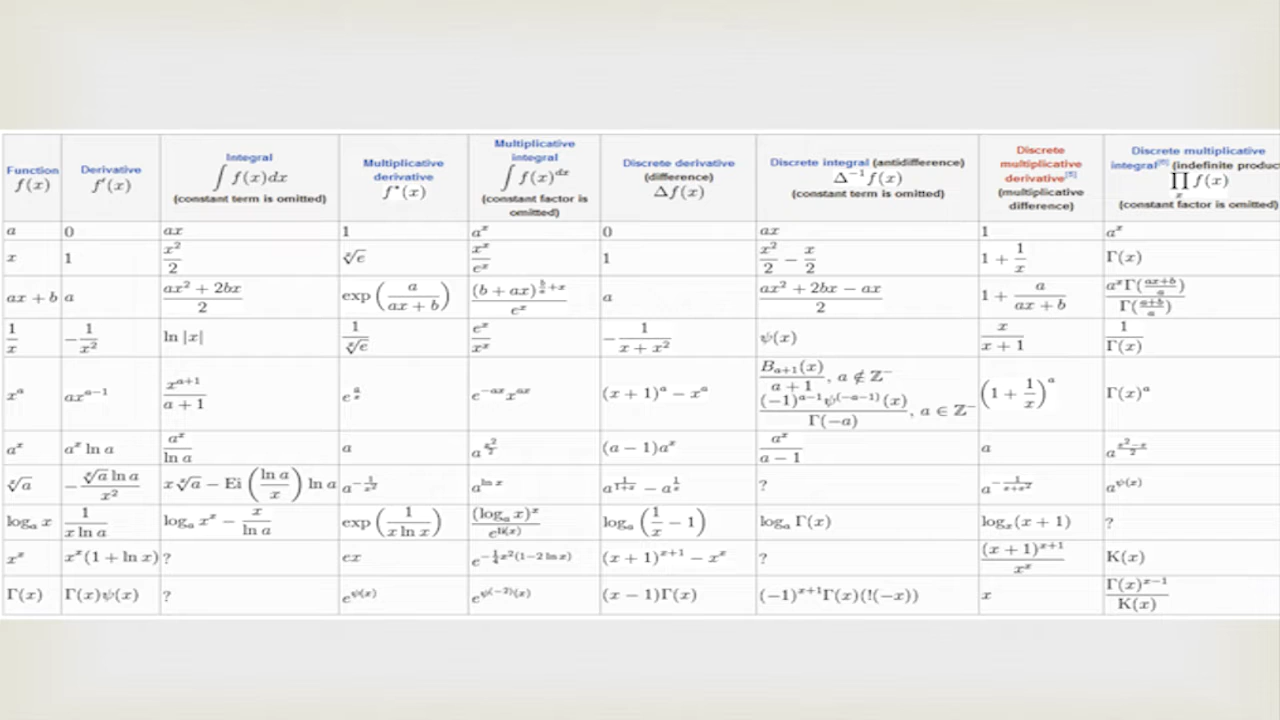 Function f(x) | Derivative f′(x) | Integral ∫ f(x)dx (constant term is omitted) | Multiplicative derivative f*(x) | Multiplicative integral ∫ f(x)^dx (constant factor is omitted) | Discrete derivative (difference) Δf(x) | Discrete integral (antidifference) Δ^−1 f(x) (constant term is omitted) | Discrete multiplicative derivative[5] (multiplicative difference) | Discrete multiplicative integral[6] (indefinite produc ∏_x f(x) (constant factor is omitted)
a | 0 | ax | 1 | a^x | 0 | ax | 1 | a^x
x | 1 | x^2/2 | ˣ√e | x^x/e^x | 1 | x^2/2 − x/2 | 1 + 1/x | Γ(x)
ax + b | a | (ax^2 + 2bx)/2 | exp(a/(ax + b)) | (b + ax)^(b/a + x)/e^x | a | (ax^2 + 2bx − ax)/2 | 1 + a/(ax + b) | a^x Γ((ax+b)/a)/Γ((a+b)/a)
1/x | −1/x^2 | ln |x| | 1/ˣ√e | e^x/x^x | −1/(x + x^2) | ψ(x) | x/(x + 1) | 1/Γ(x)
x^a | ax^(a−1) | x^(a+1)/(a + 1) | e^(a/x) | e^(−ax) x^(ax) | (x + 1)^a − x^a | B_(a+1)(x)/(a + 1), a ∉ ℤ^− (−1)^(a−1) ψ^(−a−1)(x)/Γ(−a), a ∈ ℤ^− | (1 + 1/x)^a | Γ(x)^a
a^x | a^x ln a | a^x/ln a | a | a^(x^2/2) | (a − 1)a^x | a^x/(a − 1) | a | a^((x^2−x)/2)
ˣ√a | −ˣ√a ln a/x^2 | x ˣ√a − Ei(ln a/x) ln a | a^(−1/x^2) | a^(ln x) | a^(1/(1+x)) − a^(1/x) | ? | a^(−1/(x+x^2)) | a^ψ(x)
log_a x | 1/(x ln a) | log_a x^x − x/ln a | exp(1/(x ln x)) | (log_a x)^x/e^li(x) | log_a(1/x − 1) | log_a Γ(x) | log_x(x + 1) | ?
x^x | x^x(1 + ln x) | ? | ex | e^(−1/4 x^2(1−2 ln x)) | (x + 1)^(x+1) − x^x | ? | (x + 1)^(x+1)/x^x | K(x)
Γ(x) | Γ(x)ψ(x) | ? | e^ψ(x) | e^(ψ^(−2)(x)) | (x − 1)Γ(x) | (−1)^(x+1)Γ(x)(!(−x)) | x | Γ(x)^(x−1)/K(x)